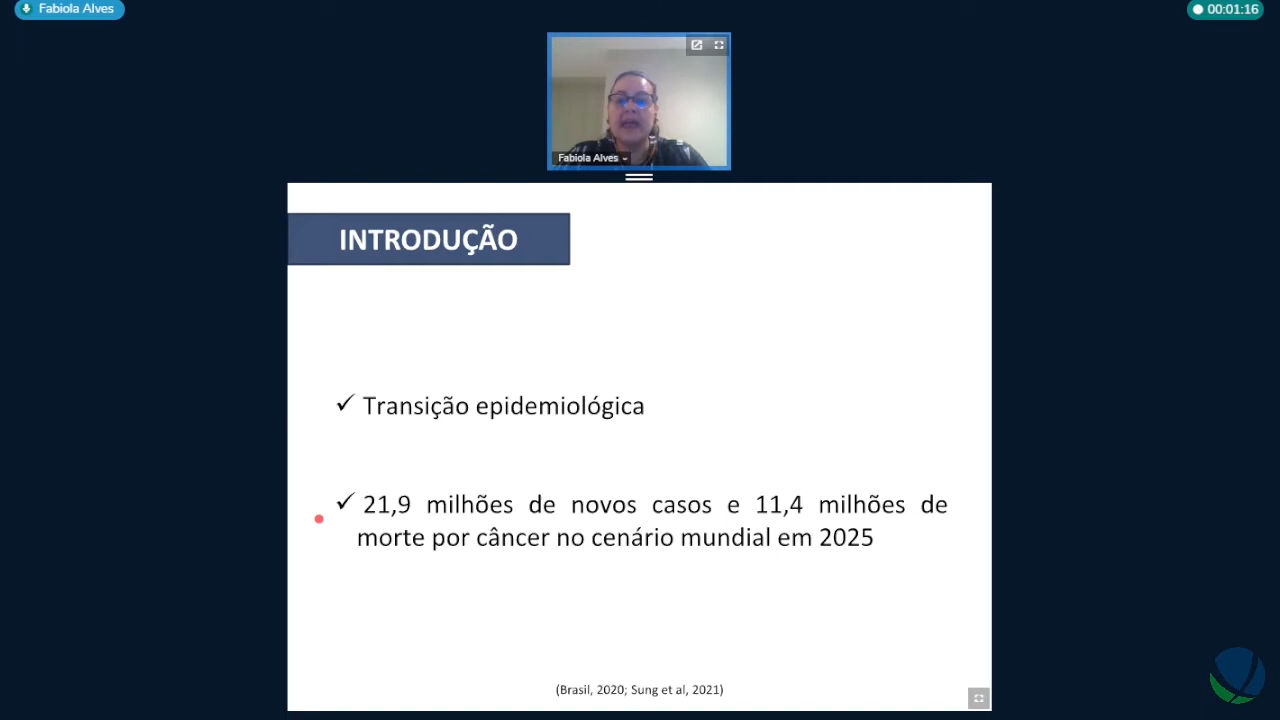 Fabiola Alves
00:01:16
Fabiola Alves
INTRODUÇÃO
✓ Transição epidemiológica
✓ 21,9 milhões de novos casos e 11,4 milhões de
morte por câncer no cenário mundial em 2025
(Brasil, 2020; Sung et al, 2021)